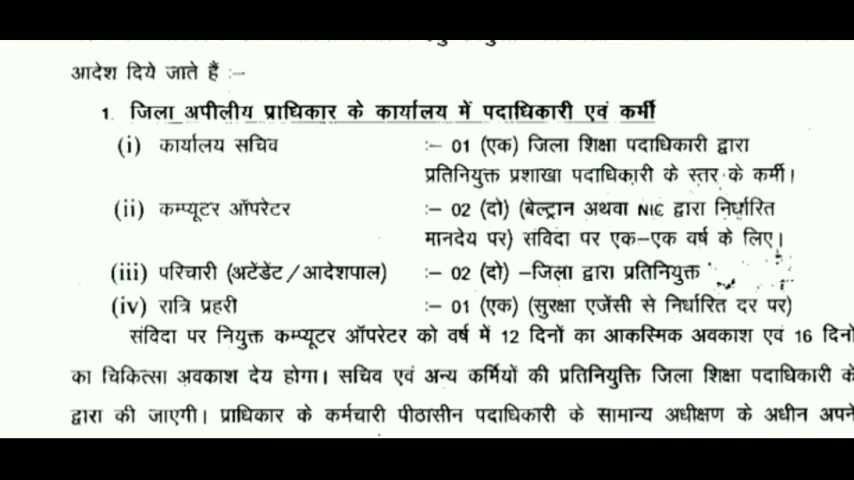 आदेश दिये जाते हैं :–
1. जिला अपीलीय प्राधिकार के कार्यालय में पदाधिकारी एवं कर्मी
(i) कार्यालय सचिव :– 01 (एक) जिला शिक्षा पदाधिकारी द्वारा
प्रतिनियुक्त प्रशाखा पदाधिकारी के स्तर के कर्मी।
(ii) कम्प्यूटर ऑपरेटर :– 02 (दो) (बेल्ट्रान अथवा NIC द्वारा निर्धारित
मानदेय पर) संविदा पर एक–एक वर्ष के लिए।
(iii) परिचारी (अटेंडेंट/आदेशपाल) :– 02 (दो) –जिला द्वारा प्रतिनियुक्त
(iv) रात्रि प्रहरी :– 01 (एक) (सुरक्षा एजेंसी से निर्धारित दर पर)
संविदा पर नियुक्त कम्प्यूटर ऑपरेटर को वर्ष में 12 दिनों का आकस्मिक अवकाश एवं 16 दिनों
का चिकित्सा अवकाश देय होगा। सचिव एवं अन्य कर्मियों की प्रतिनियुक्ति जिला शिक्षा पदाधिकारी के
द्वारा की जाएगी। प्राधिकार के कर्मचारी पीठासीन पदाधिकारी के सामान्य अधीक्षण के अधीन अपने